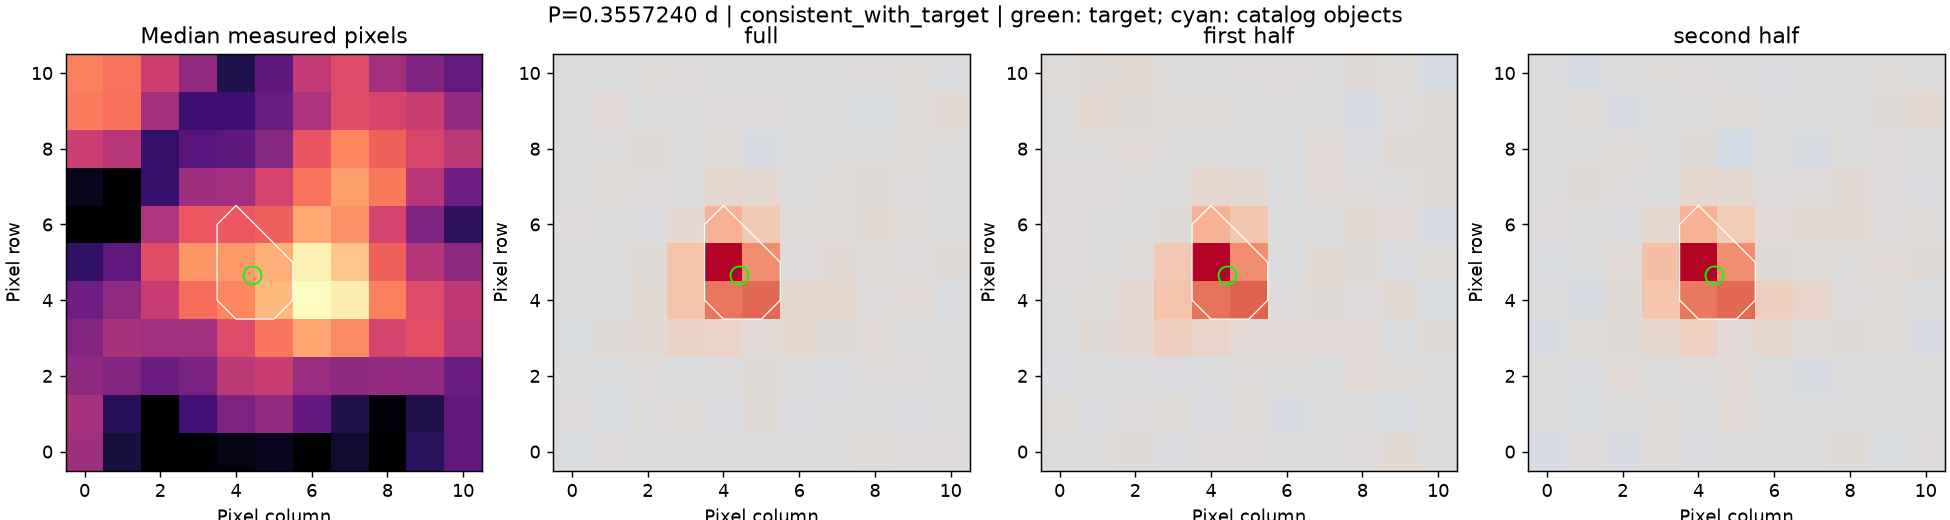 P=0.3557240 d | consistent_with_target | green: target; cyan: catalog objects
Median measured pixels
full
first half
second half
Pixel row
10
8
6
4
2
0
0 2 4 6 8 10
Pixel column
Pixel row
10
8
6
4
2
0
0 2 4 6 8 10
Pixel column
Pixel row
10
8
6
4
2
0
0 2 4 6 8 10
Pixel column
Pixel row
10
8
6
4
2
0
0 2 4 6 8 10
Pixel column